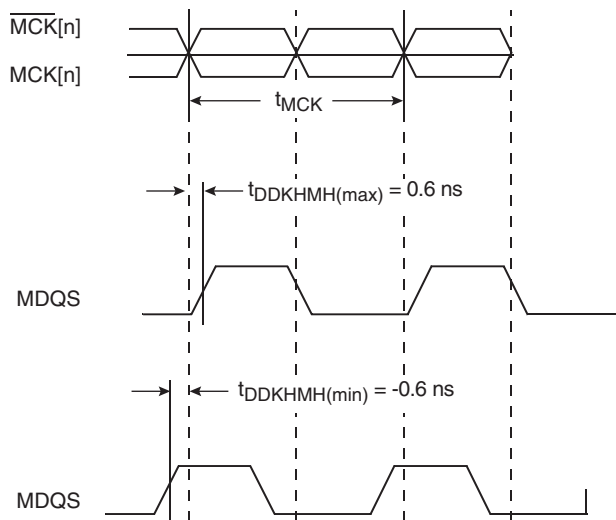 MCK[n]
MCK[n]
tMCK
tDDKHMH(max) = 0.6 ns
MDQS
tDDKHMH(min) = -0.6 ns
MDQS